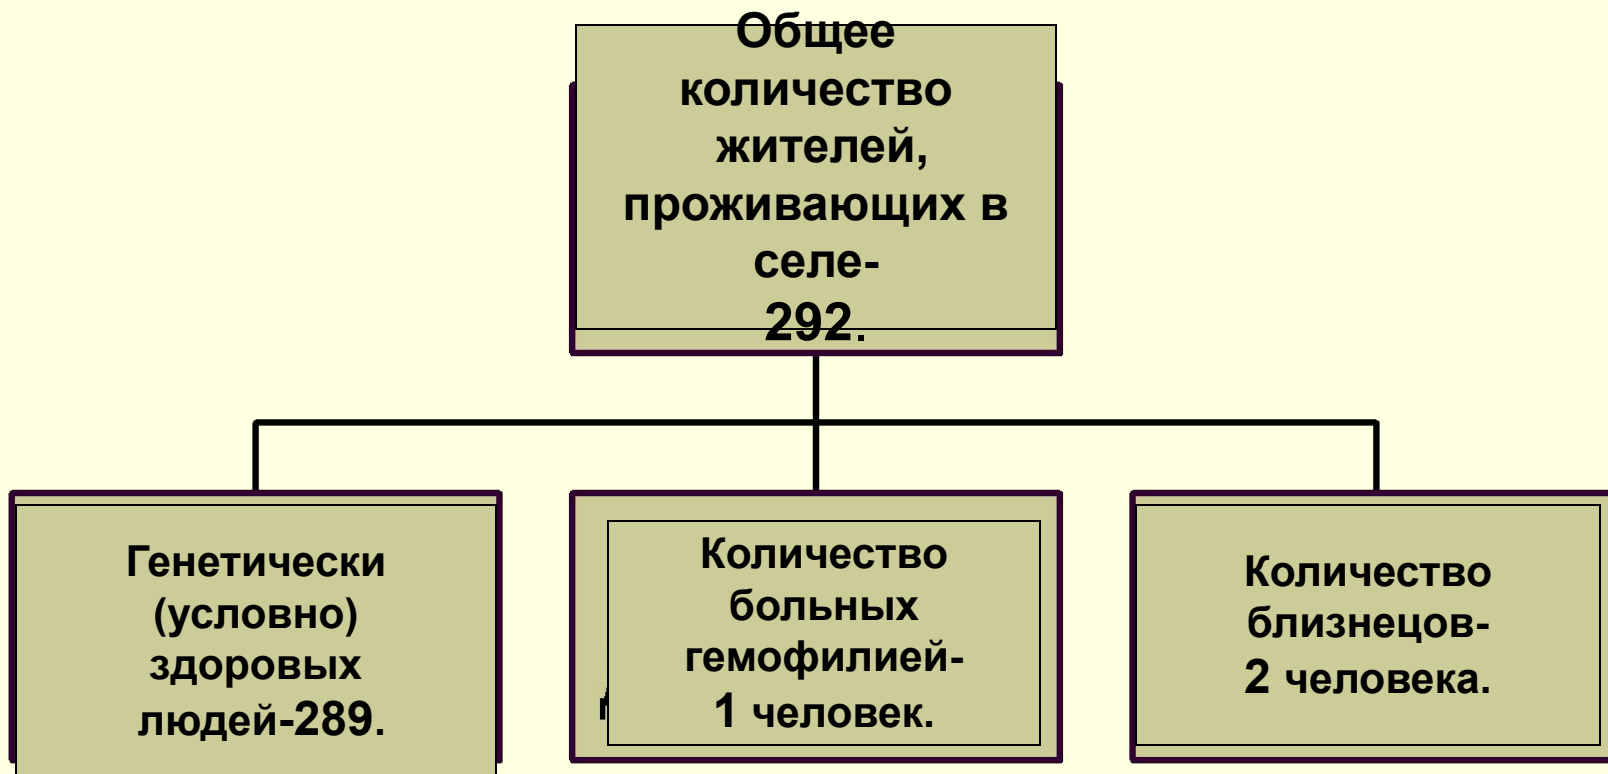 Общее
количество
жителей,
проживающих в
селе-
292.
Генетически
(условно)
здоровых
людей-289.
Количество
больных
гемофилией-
1 человек.
Количество
близнецов-
2 человека.